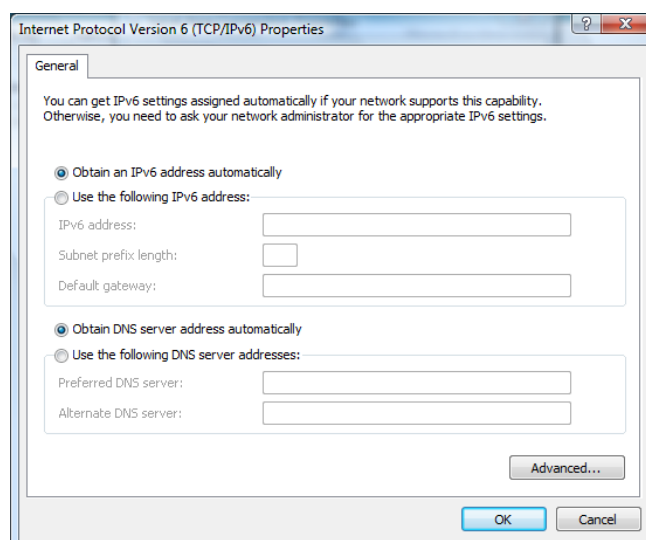 Internet Protocol Version 6 (TCP/IPv6) Properties
?
X
General
You can get IPv6 settings assigned automatically if your network supports this capability.
Otherwise, you need to ask your network administrator for the appropriate IPv6 settings.
Obtain an IPv6 address automatically
Use the following IPv6 address:
IPv6 address:
Subnet prefix length:
Default gateway:
Obtain DNS server address automatically
Use the following DNS server addresses:
Preferred DNS server:
Alternate DNS server:
Advanced...
OK Cancel